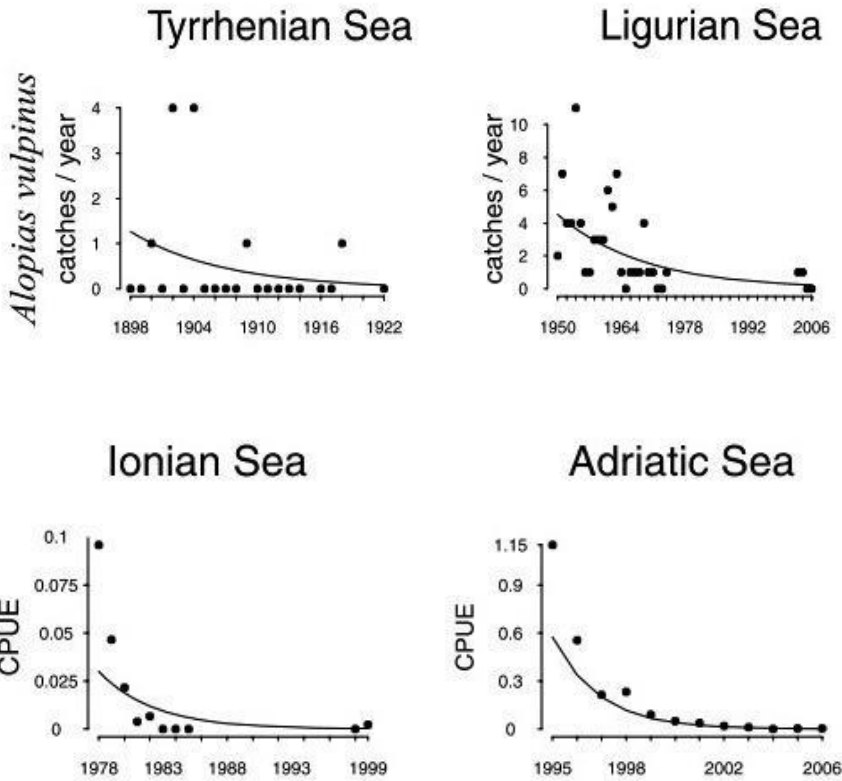 Tyrrhenian Sea
Ligurian Sea
Alopias vulpinus
catches / year
4
3
2
1
0
1898 1904 1910 1916 1922
catches / year
10
8
6
4
2
0
1950 1964 1978 1992 2006
Ionian Sea
Adriatic Sea
CPUE
0.1
0.075
0.05
0.025
0
1978 1983 1988 1993 1999
CPUE
1.15
0.9
0.6
0.3
0
1995 1998 2002 2006